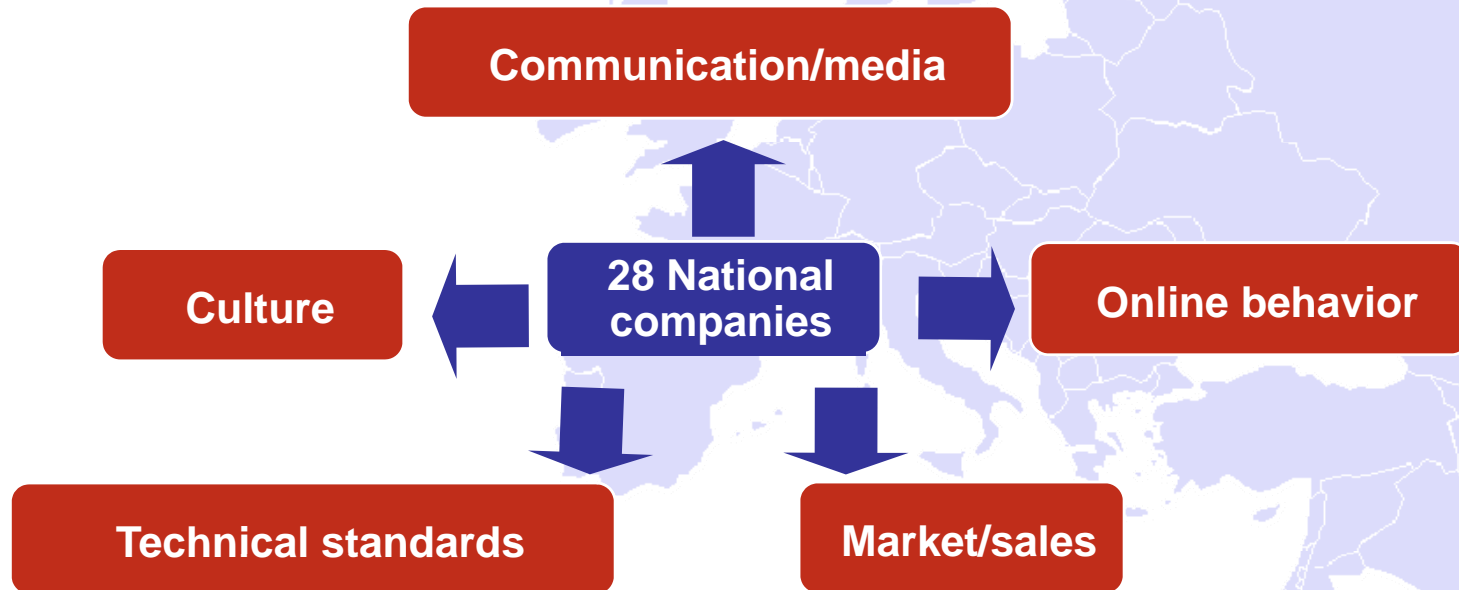 Communication/media
Culture
28 National
companies
Online behavior
Technical standards
Market/sales